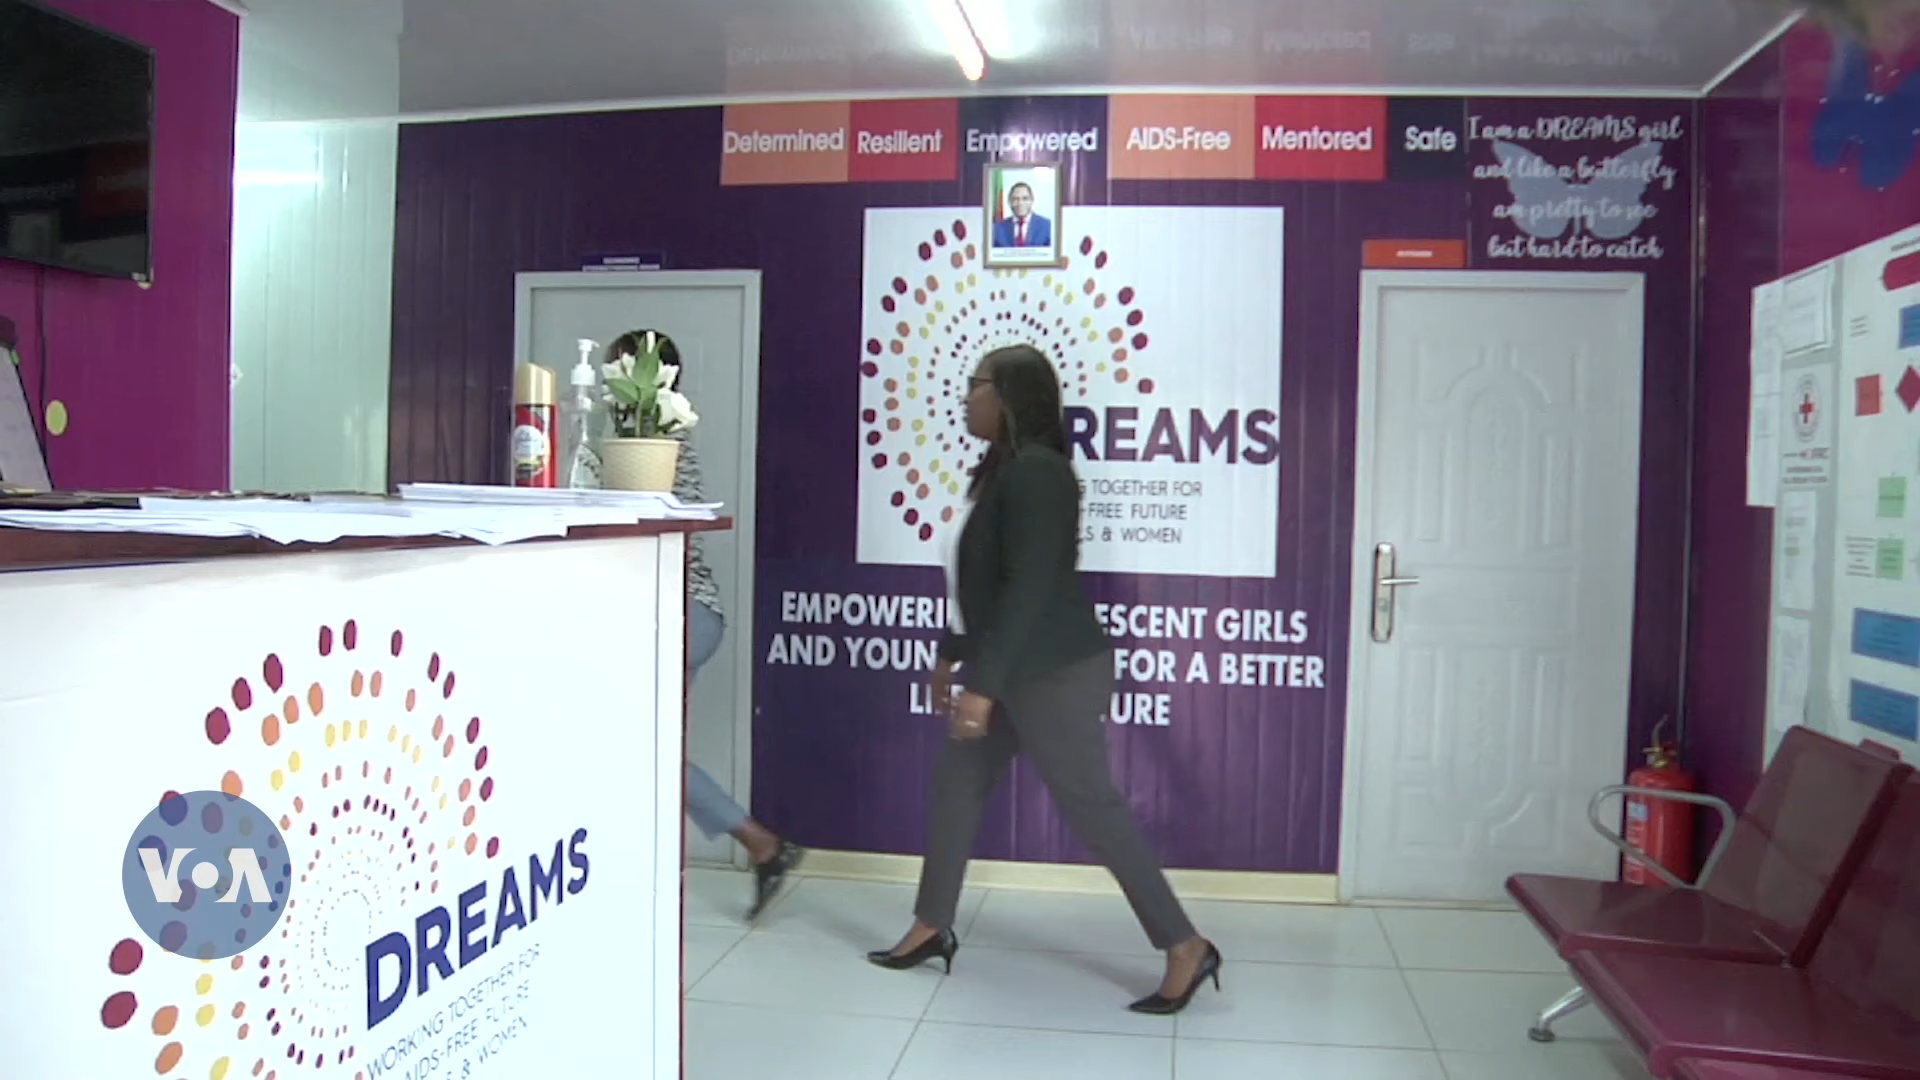 Determined Resilient Empowered AIDS-Free Mentored Safe
I am a DREAMS girl
and like a butterfly
am pretty to see
but hard to catch
REAMS
TOGETHER FOR
-FREE FUTURE
& WOMEN
EMPOWERI ESCENT GIRLS
AND YOUN FOR A BETTER
LI URE
VOA
DREAMS
WORKING TOGETHER FOR
AIDS-FREE FUTURE
& WOMEN